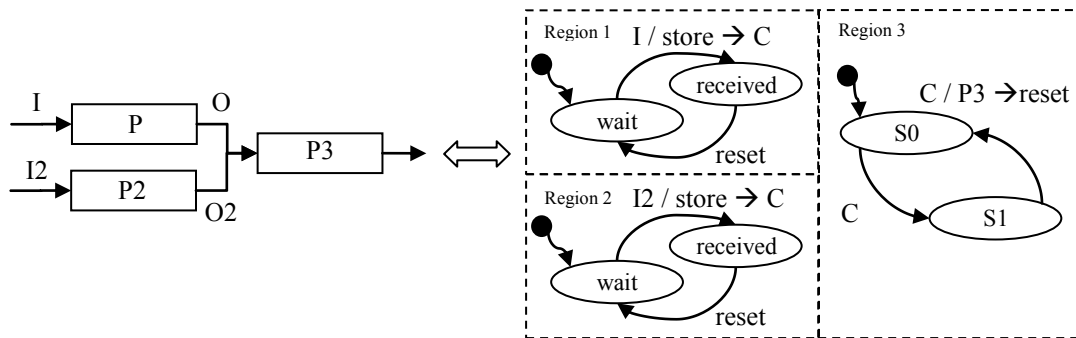 I
P
O
I2
P2
O2
P3
Region 1
I / store → C
received
wait
reset
Region 2
I2 / store → C
received
wait
reset
Region 3
C / P3 →reset
S0
C
S1